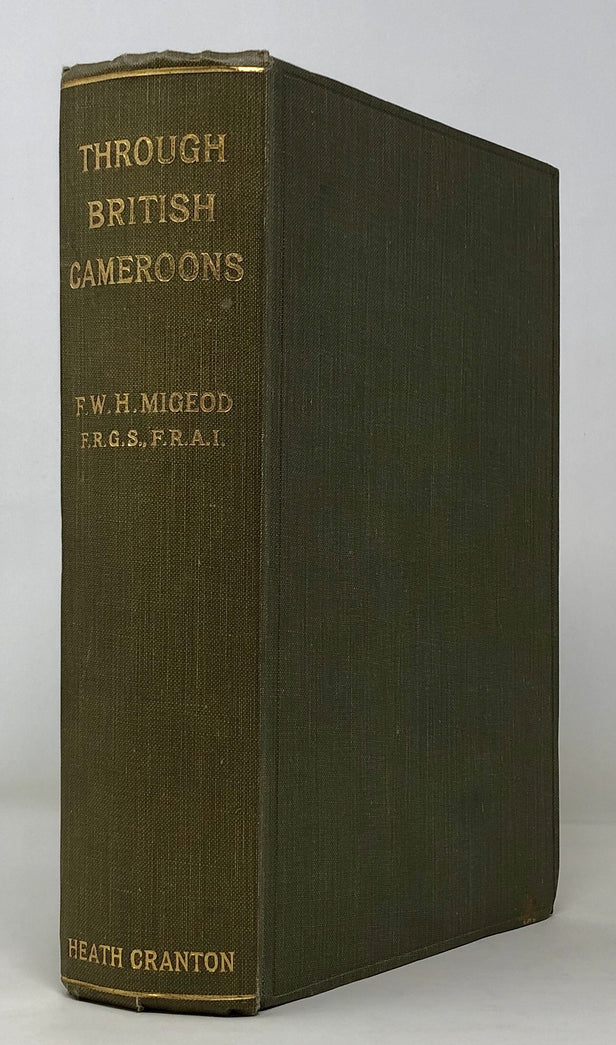 THROUGH
BRITISH
CAMEROONS
F.W.H.MIGEOD
F.R.G.S., F.R.A.I.
HEATH CRANTON